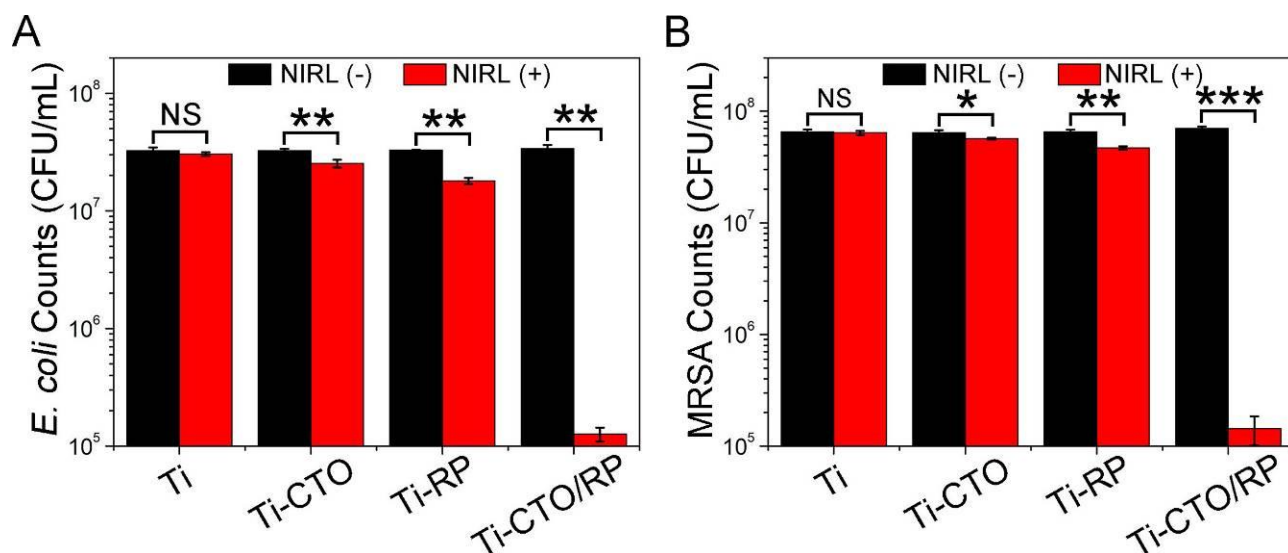 A
E. coli Counts (CFU/mL)
10^8
10^7
10^6
10^5
NIRL (-) NIRL (+)
NS ** ** **
Ti Ti-CTO Ti-RP Ti-CTO/RP
B
MRSA Counts (CFU/mL)
10^8
10^7
10^6
10^5
NIRL (-) NIRL (+)
NS * ** ***
Ti Ti-CTO Ti-RP Ti-CTO/RP